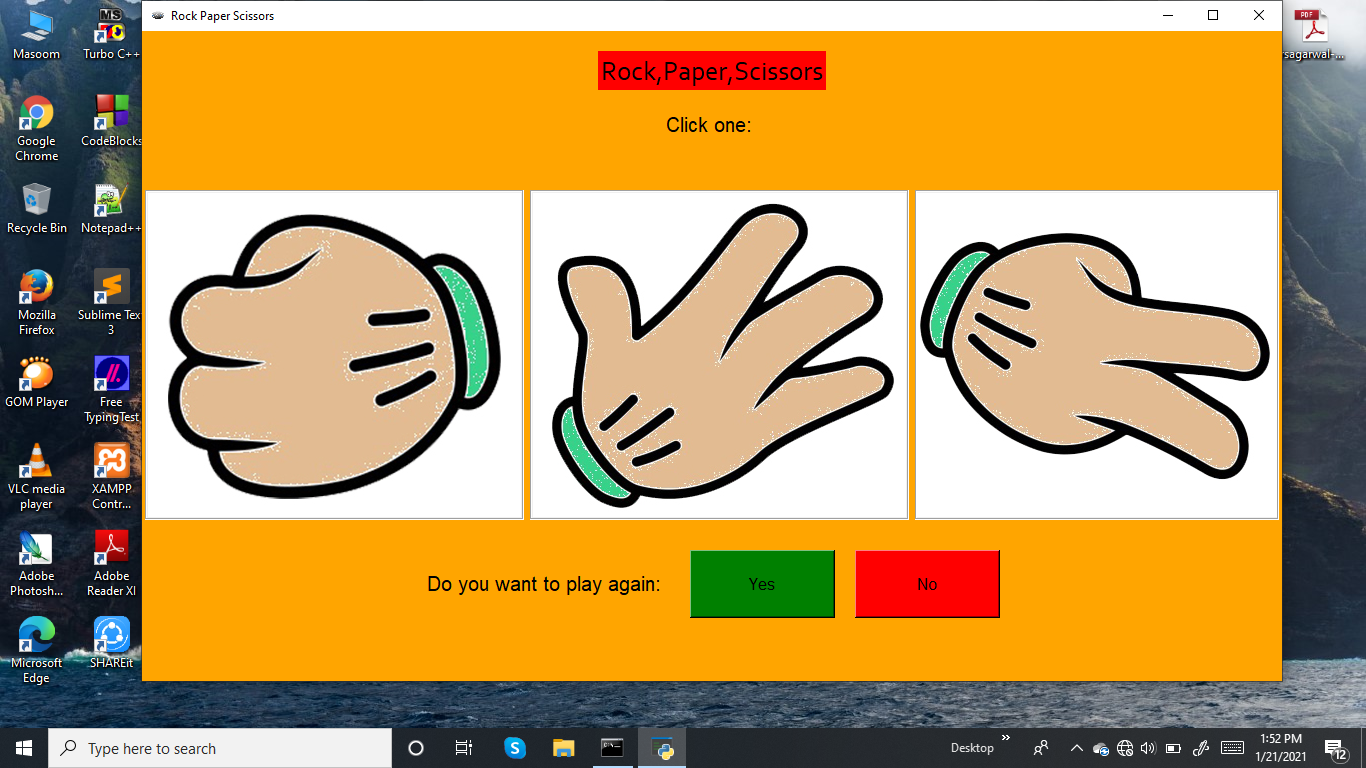 Rock Paper Scissors
Masoom
Turbo C++
MS
PDF
sagarwal-...
Rock,Paper,Scissors
Click one:
Google
Chrome
CodeBlocks
Recycle Bin
Notepad++
Mozilla
Firefox
Sublime Text
3
GOM Player
Free
TypingTest
VLC media
player
XAMPP
Contr...
Do you want to play again:
Yes
No
Adobe
Photosh...
Adobe
Reader XI
Microsoft
Edge
SHAREit
Type here to search
Desktop
1:52 PM
1/21/2021
12